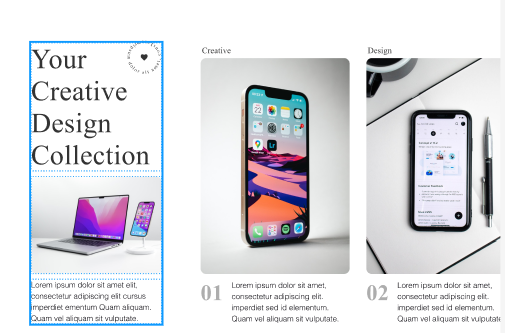 Your
Creative
Design
Collection
Lorem ipsum dolor sit amet elit,
consectetur adipiscing elit cursus
imperdiet ementum Quam aliquam.
Quam vel aliquam sit vulputate.
Creative
01
Lorem ipsum dolor sit amet,
consectetur adipiscing elit.
imperdiet sed id elementum.
Quam vel aliquam sit vulputate.
Design
02
Lorem ipsum dolor sit amet,
consectetur adipiscing elit.
imperdiet sed id elementum.
Quam vel aliquam sit vulputate